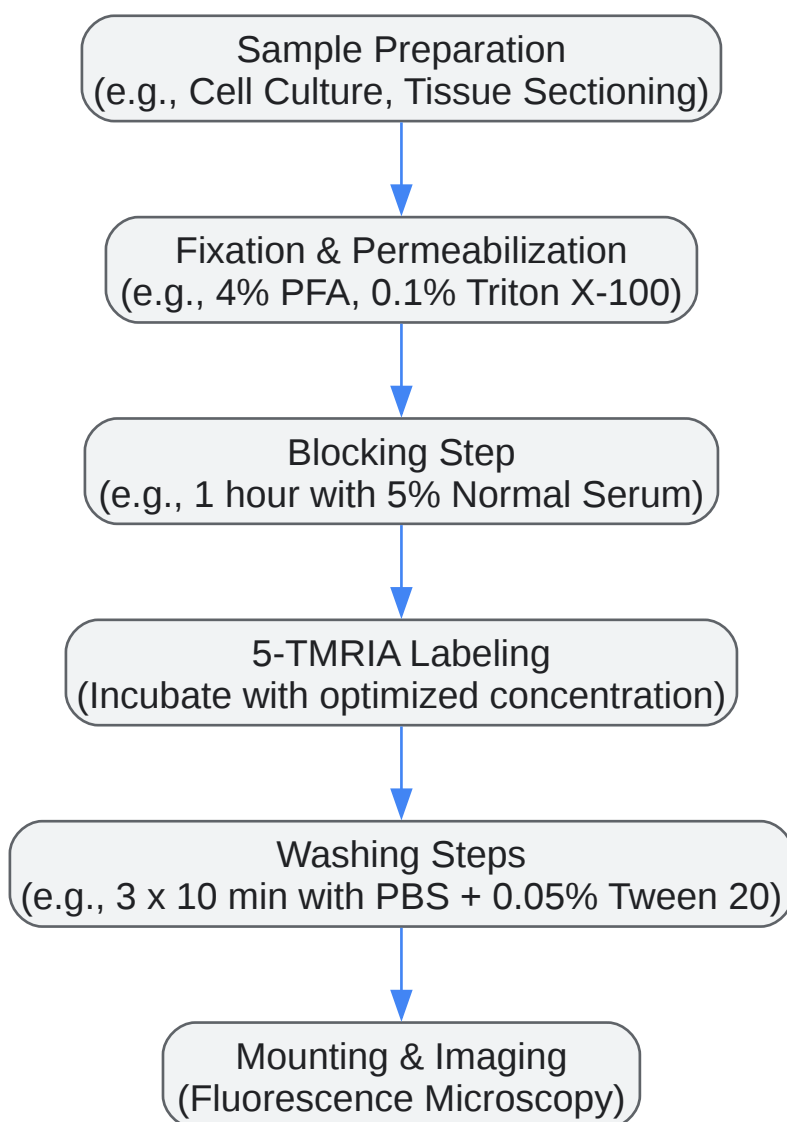 Sample Preparation
(e.g., Cell Culture, Tissue Sectioning)
Fixation & Permeabilization
(e.g., 4% PFA, 0.1% Triton X-100)
Blocking Step
(e.g., 1 hour with 5% Normal Serum)
5-TMRIA Labeling
(Incubate with optimized concentration)
Washing Steps
(e.g., 3 x 10 min with PBS + 0.05% Tween 20)
Mounting & Imaging
(Fluorescence Microscopy)